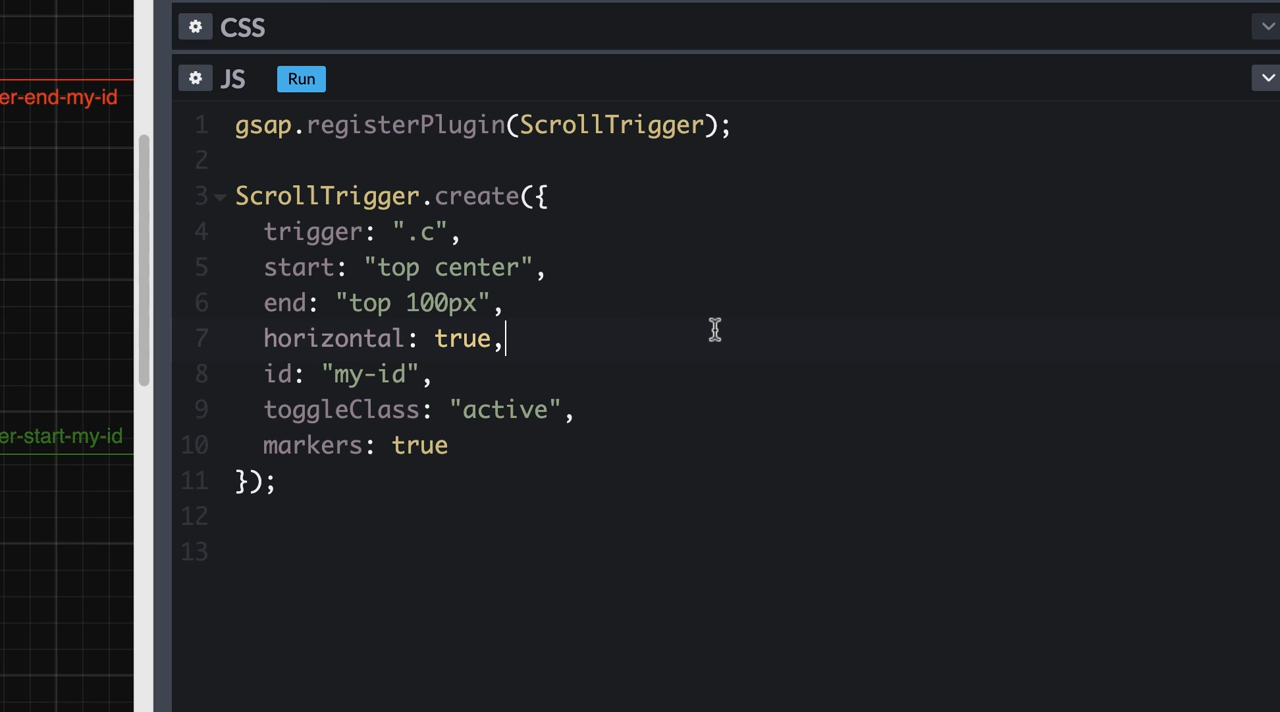 CSS
JS Run
er-end-my-id
1 gsap.registerPlugin(ScrollTrigger);
2
3 ScrollTrigger.create({
4 trigger: ".c",
5 start: "top center",
6 end: "top 100px",
7 horizontal: true,
8 id: "my-id",
9 toggleClass: "active",
er-start-my-id
10 markers: true
11 });
12
13